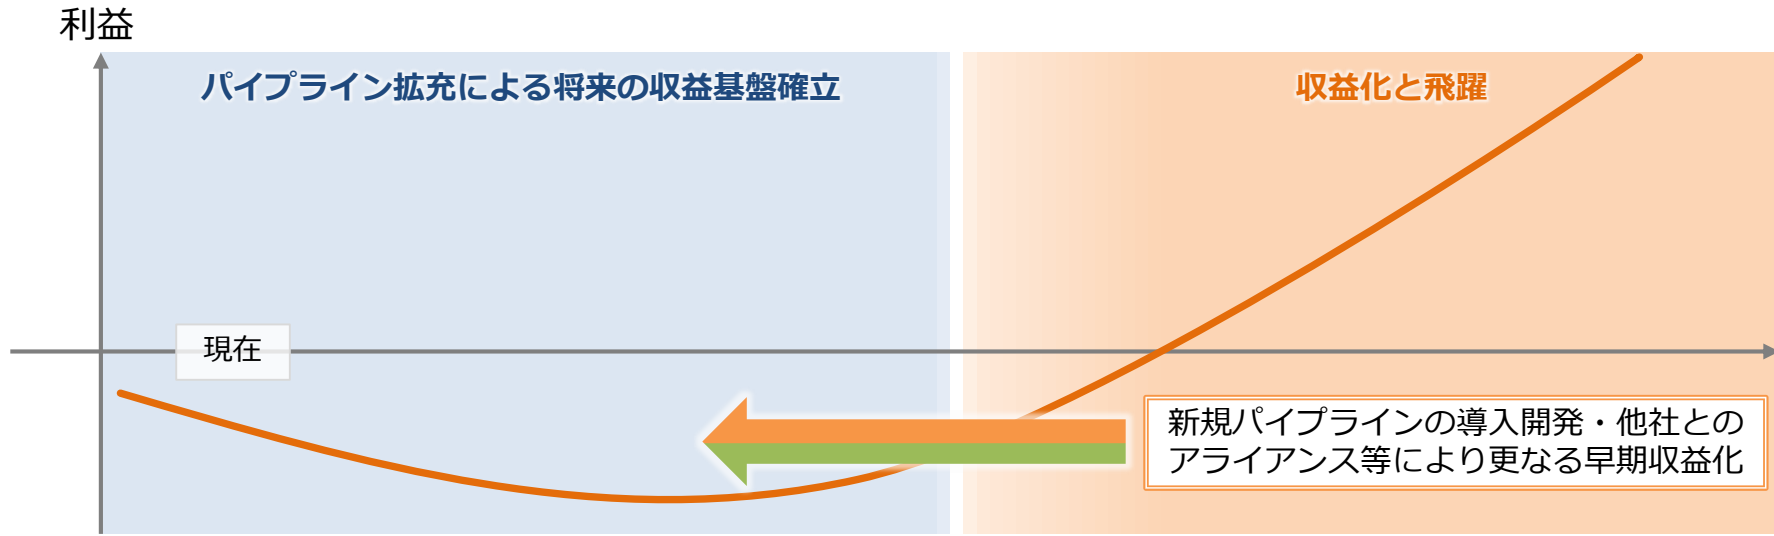 利益
パイプライン拡充による将来の収益基盤確立
収益化と飛躍
現在
新規パイプラインの導入開発・他社との
アライアンス等により更なる早期収益化